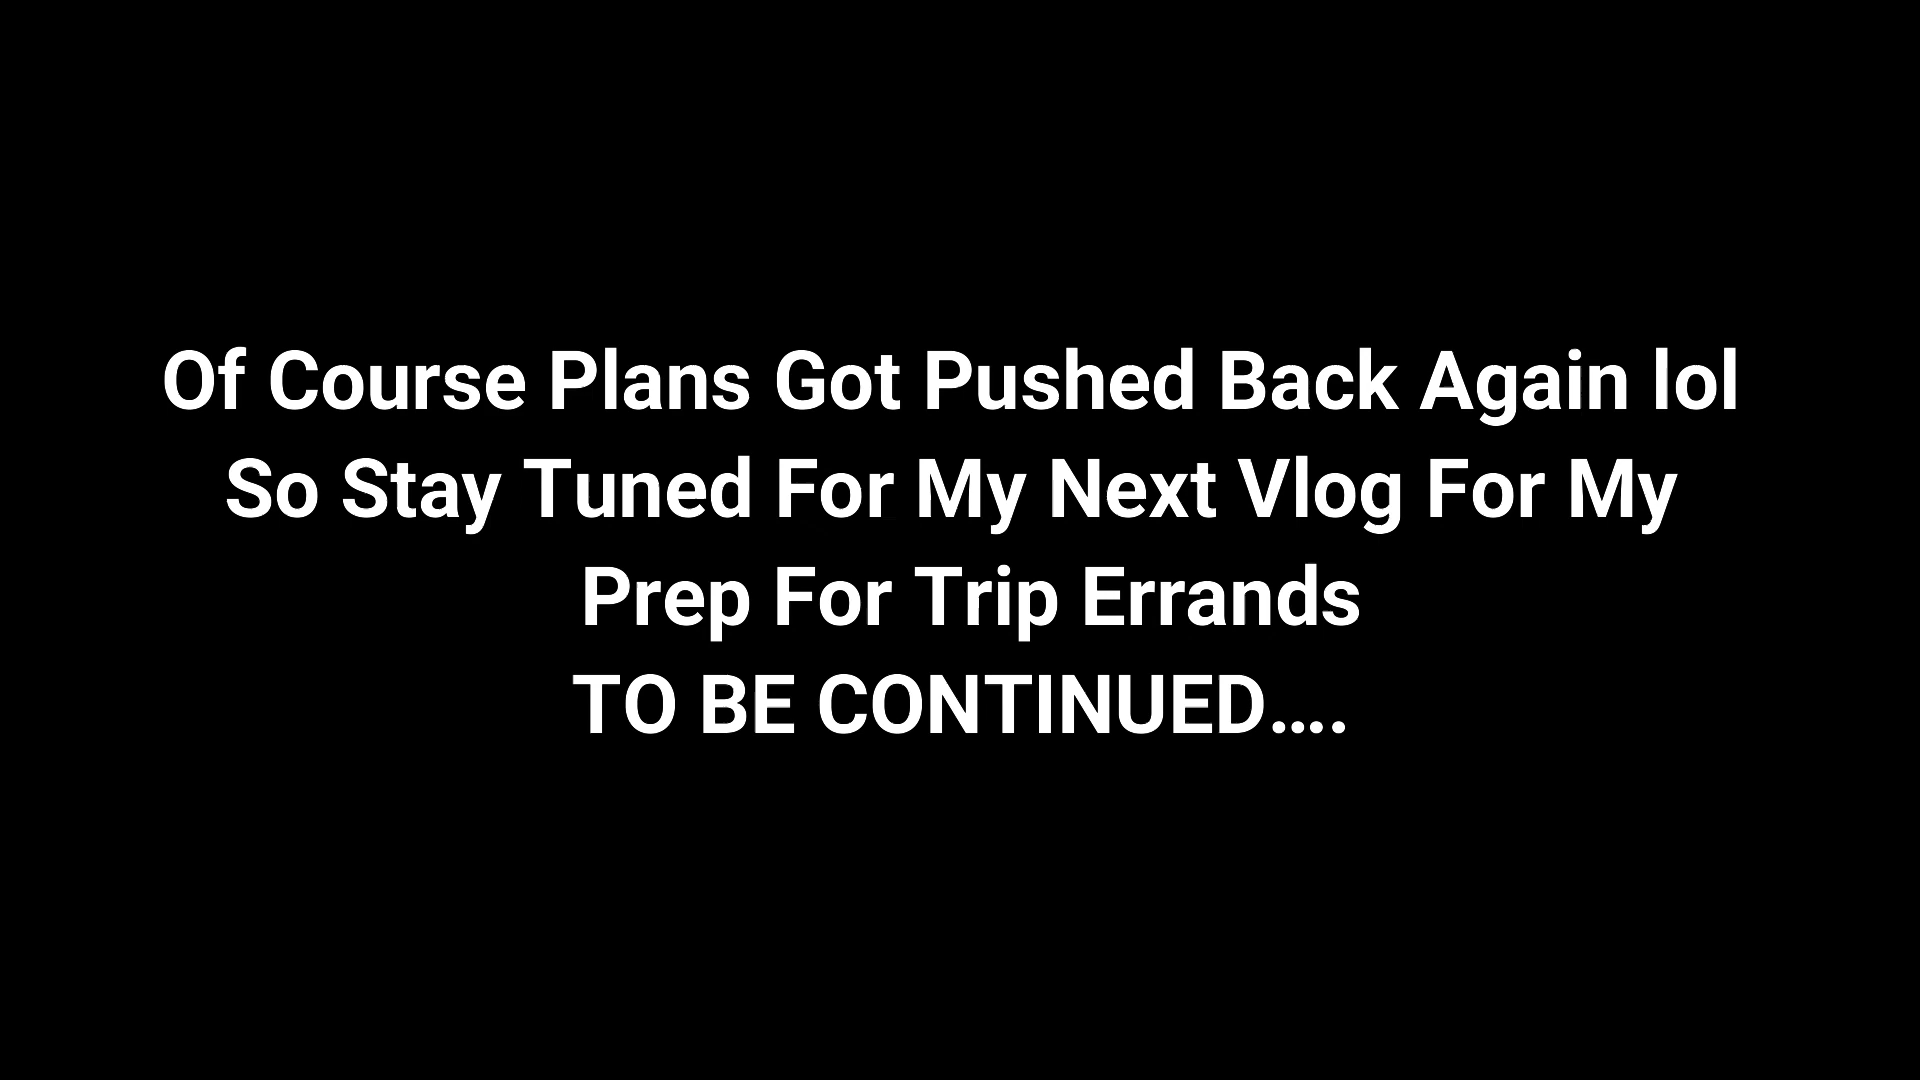 Of Course Plans Got Pushed Back Again lol
So Stay Tuned For My Next Vlog For My
Prep For Trip Errands
TO BE CONTINUED....